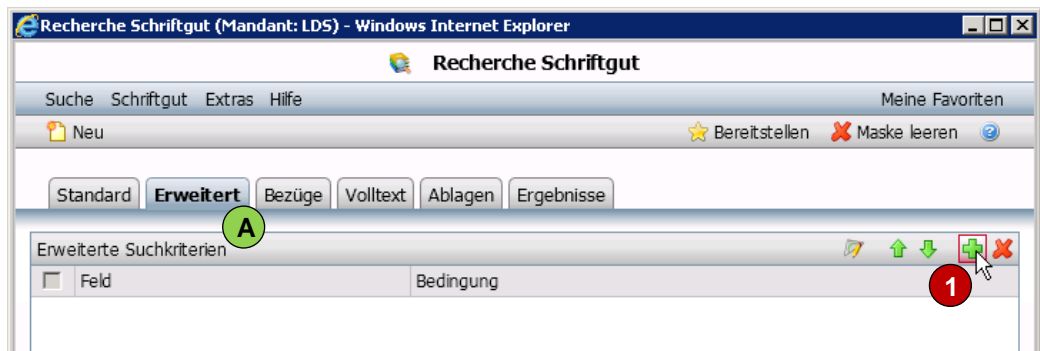 Recherche Schriftgut (Mandant: LDS) - Windows Internet Explorer
Recherche Schriftgut
Suche Schriftgut Extras Hilfe Meine Favoriten
Neu Bereitstellen Maske leeren
Standard Erweitert Bezüge Volltext Ablagen Ergebnisse
A
Erweiterte Suchkriterien
Feld Bedingung
1